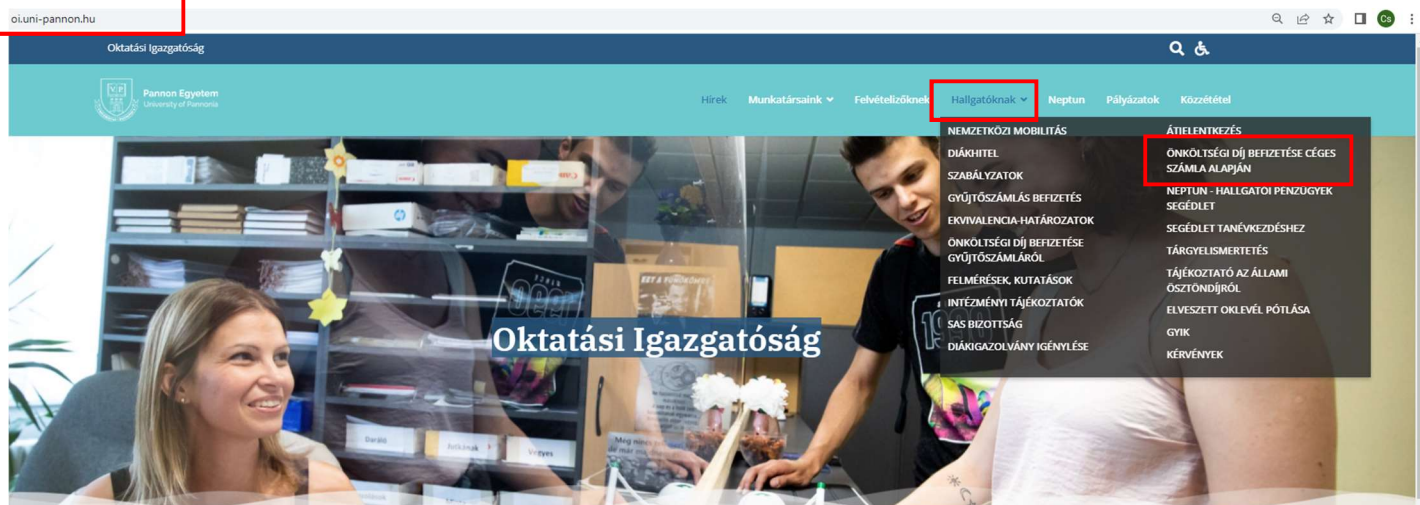 oi.uni-pannon.hu
Cs
Oktatási Igazgatóság
Pannon Egyetem
University of Pannonia
Hírek
Munkatársaink
Felvételizőknek
Hallgatóknak
Neptun
Pályázatok
Közzététel
NEMZETKÖZI MOBILITÁS
DIÁKHITEL
SZABÁLYZATOK
GYŰJTŐSZÁMLÁS BEFIZETÉS
EKVIVALENCIA-HATÁROZATOK
ÖNKÖLTSÉGI DÍJ BEFIZETÉSE
GYŰJTŐSZÁMLÁRÓL
FELMÉRÉSEK, KUTATÁSOK
INTÉZMÉNYI TÁJÉKOZTATÓK
SAS BIZOTTSÁG
DIÁKIGAZOLVÁNY IGÉNYLÉSE
ÁTJELENTKEZÉS
ÖNKÖLTSÉGI DÍJ BEFIZETÉSE CÉGES
SZÁMLA ALAPJÁN
NEPTUN - HALLGATÓI PÉNZÜGYEK
SEGÉDLET
SEGÉDLET TANÉVKEZDÉSHEZ
TÁRGYELISMERTETÉS
TÁJÉKOZTATÓ AZ ÁLLAMI
ÖSZTÖNDÍJRÓL
ELVESZETT OKLEVÉL PÓTLÁSA
GYIK
KÉRVÉNYEK
Oktatási Igazgatóság
Daráló
Vegyes